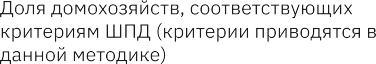 Доля домохозяйств, соответствующих
критериям ШПД (критерии приводятся в
данной методике)